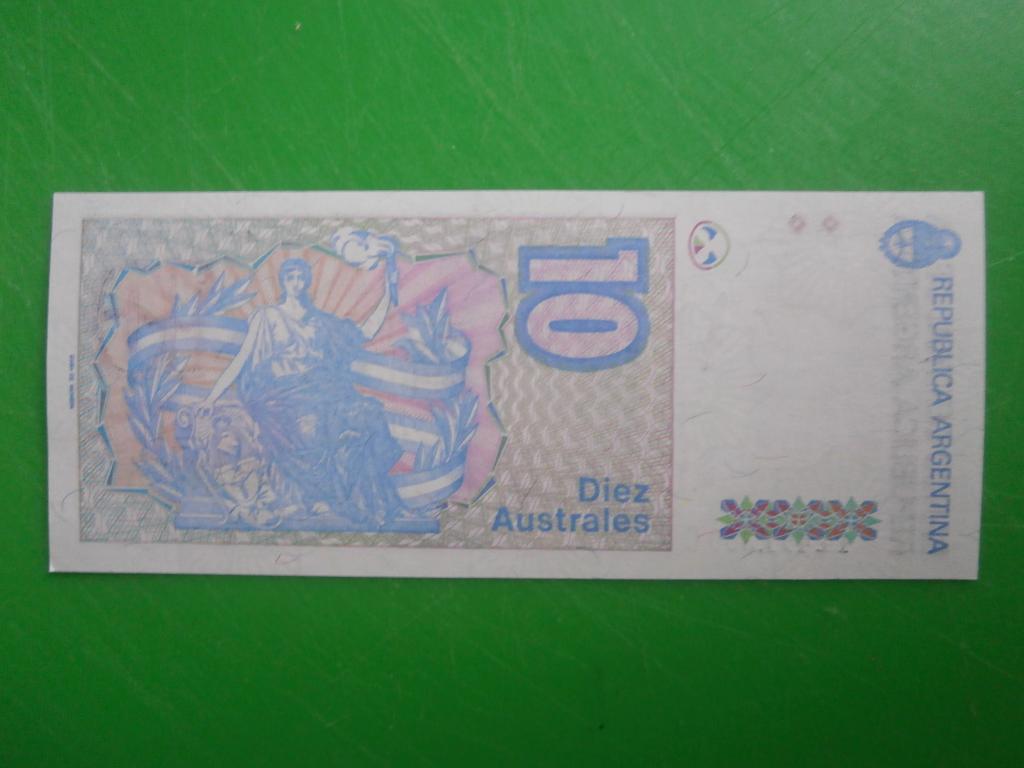 10
Diez
Australes
REPUBLICA ARGENTINA